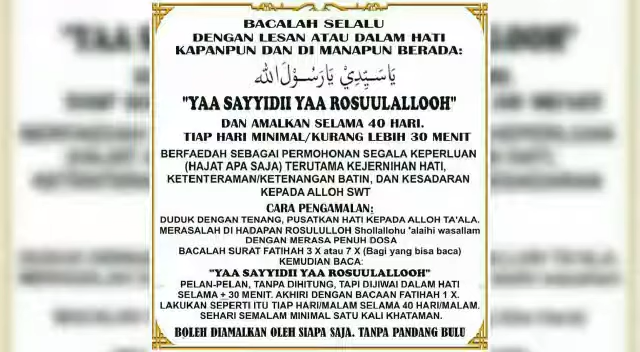 BACALAH SELALU
DENGAN LESAN ATAU DALAM HATI
KAPANPUN DAN DI MANAPUN BERADA:
يَاسَيِّدِيْ يَارَسُوْلَ اللّٰه
"YAA SAYYIDII YAA ROSUULALLOOH"
DAN AMALKAN SELAMA 40 HARI.
TIAP HARI MINIMAL/KURANG LEBIH 30 MENIT
BERFAEDAH SEBAGAI PERMOHONAN SEGALA KEPERLUAN
(HAJAT APA SAJA) TERUTAMA KEJERNIHAN HATI,
KETENTERAMAN/KETENANGAN BATIN, DAN KESADARAN
KEPADA ALLOH SWT
CARA PENGAMALAN:
DUDUK DENGAN TENANG, PUSATKAN HATI KEPADA ALLOH TA'ALA.
MERASALAH DI HADAPAN ROSULULLOH Shollallohu 'alaihi wasallam
DENGAN MERASA PENUH DOSA
BACALAH SURAT FATIHAH 3 X atau 7 X (Bagi yang bisa baca)
KEMUDIAN BACA:
"YAA SAYYIDII YAA ROSUULALLOOH"
PELAN-PELAN, TANPA DIHITUNG, TAPI DIJIWAI DALAM HATI
SELAMA ± 30 MENIT. AKHIRI DENGAN BACAAN FATIHAH 1 X.
LAKUKAN SEPERTI ITU TIAP HARI/MALAM SELAMA 40 HARI/MALAM.
SEHARI SEMALAM MINIMAL SATU KALI KHATAMAN.
BOLEH DIAMALKAN OLEH SIAPA SAJA. TANPA PANDANG BULU